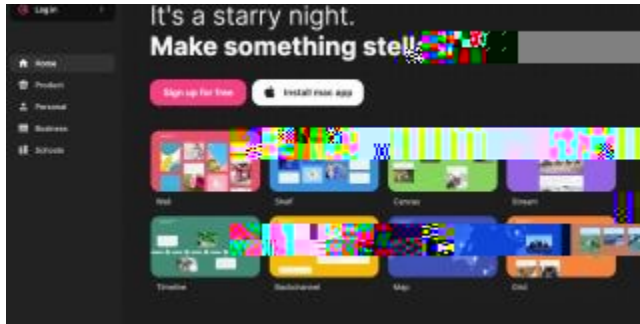 Log in
Home
Product
Personal
Business
Schools
It's a starry night.
Make something
Sign up for free
Install mac app
Wall
Shelf
Canvas
Stream
Timeline
Backchannel
Map
Grid